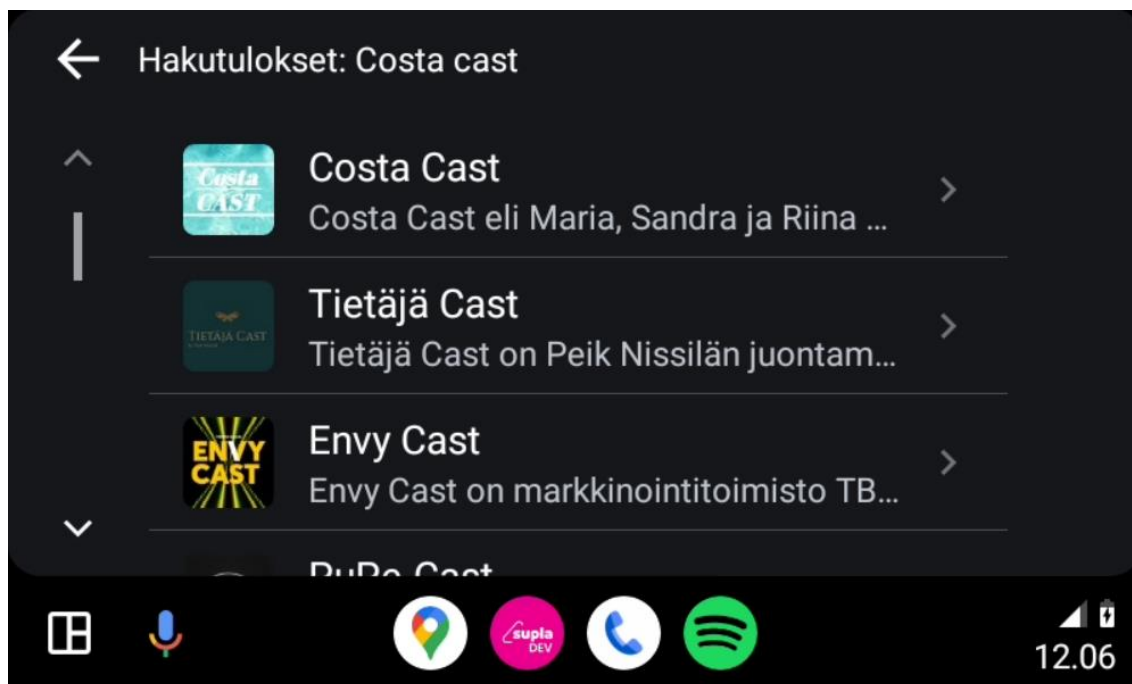 Hakutulokset: Costa cast
Costa
CAST
Costa Cast
Costa Cast eli Maria, Sandra ja Riina ...
TIETÄJÄ CAST
Tietäjä Cast
Tietäjä Cast on Peik Nissilän juontam...
ENVY
CAST
Envy Cast
Envy Cast on markkinointitoimisto TB...
supla
DEV
12.06